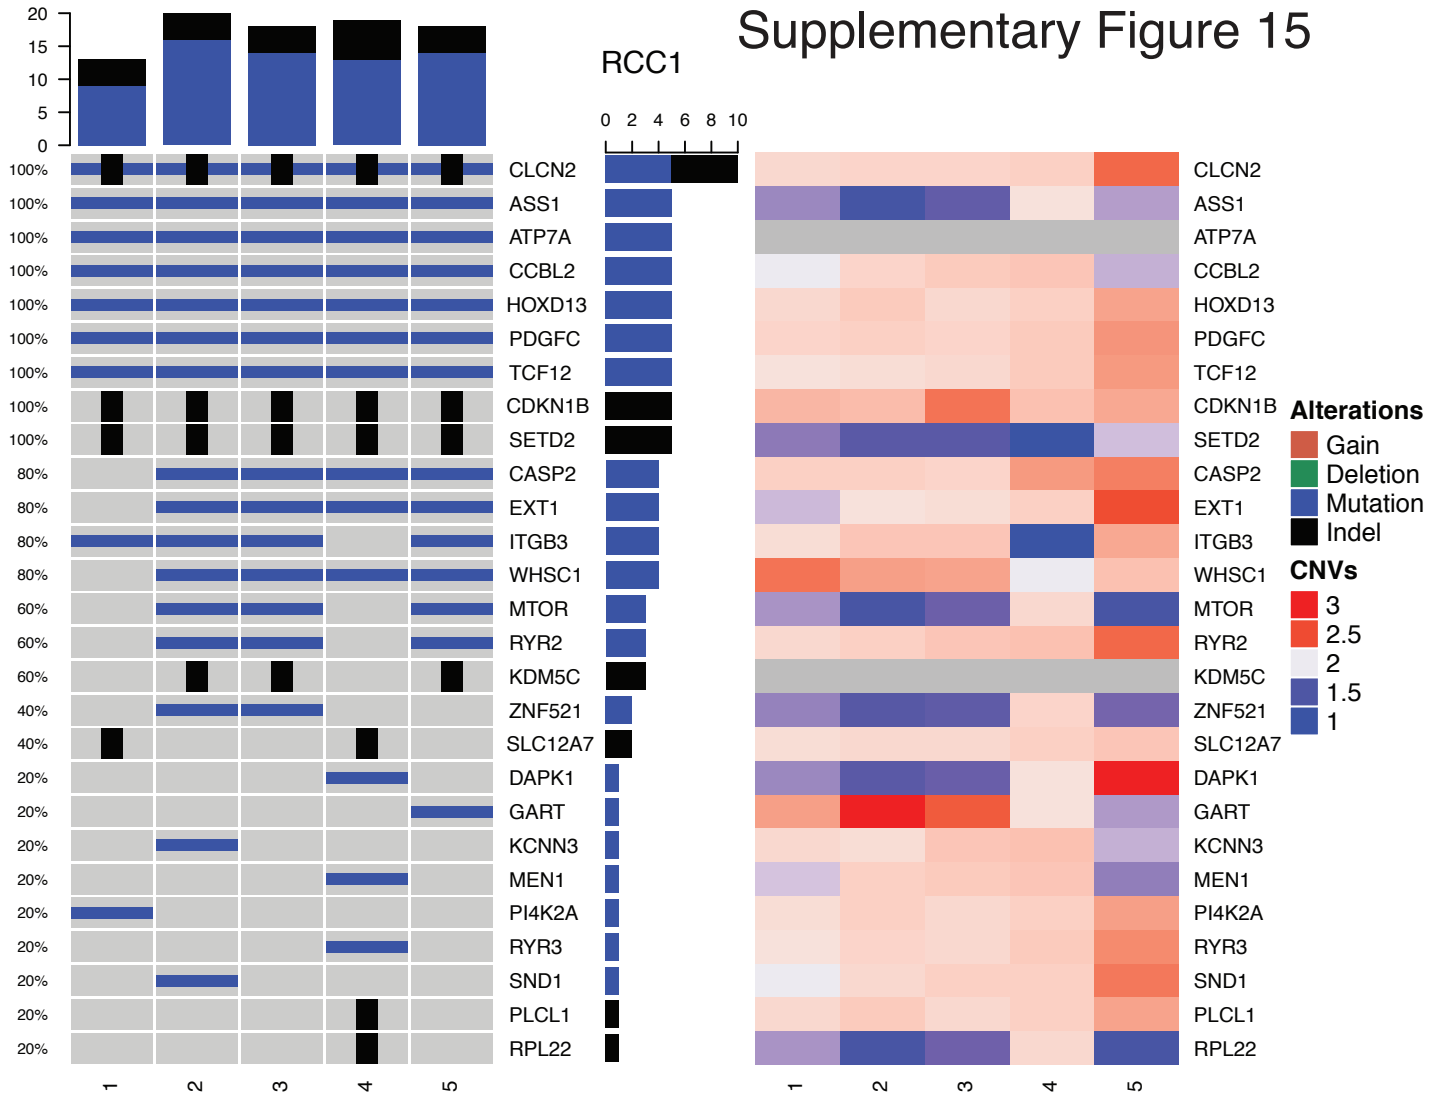 Supplementary Figure 15
RCC1
20
15
10
5
0
0 2 4 6 8 10
100% CLCN2 CLCN2
100% ASS1 ASS1
100% ATP7A ATP7A
100% CCBL2 CCBL2
100% HOXD13 HOXD13
100% PDGFC PDGFC
100% TCF12 TCF12
100% CDKN1B CDKN1B
100% SETD2 SETD2
80% CASP2 CASP2
80% EXT1 EXT1
80% ITGB3 ITGB3
80% WHSC1 WHSC1
60% MTOR MTOR
60% RYR2 RYR2
60% KDM5C KDM5C
40% ZNF521 ZNF521
40% SLC12A7 SLC12A7
20% DAPK1 DAPK1
20% GART GART
20% KCNN3 KCNN3
20% MEN1 MEN1
20% PI4K2A PI4K2A
20% RYR3 RYR3
20% SND1 SND1
20% PLCL1 PLCL1
20% RPL22 RPL22
1 2 3 4 5 1 2 3 4 5
Alterations
Gain
Deletion
Mutation
Indel
CNVs
3
2.5
2
1.5
1